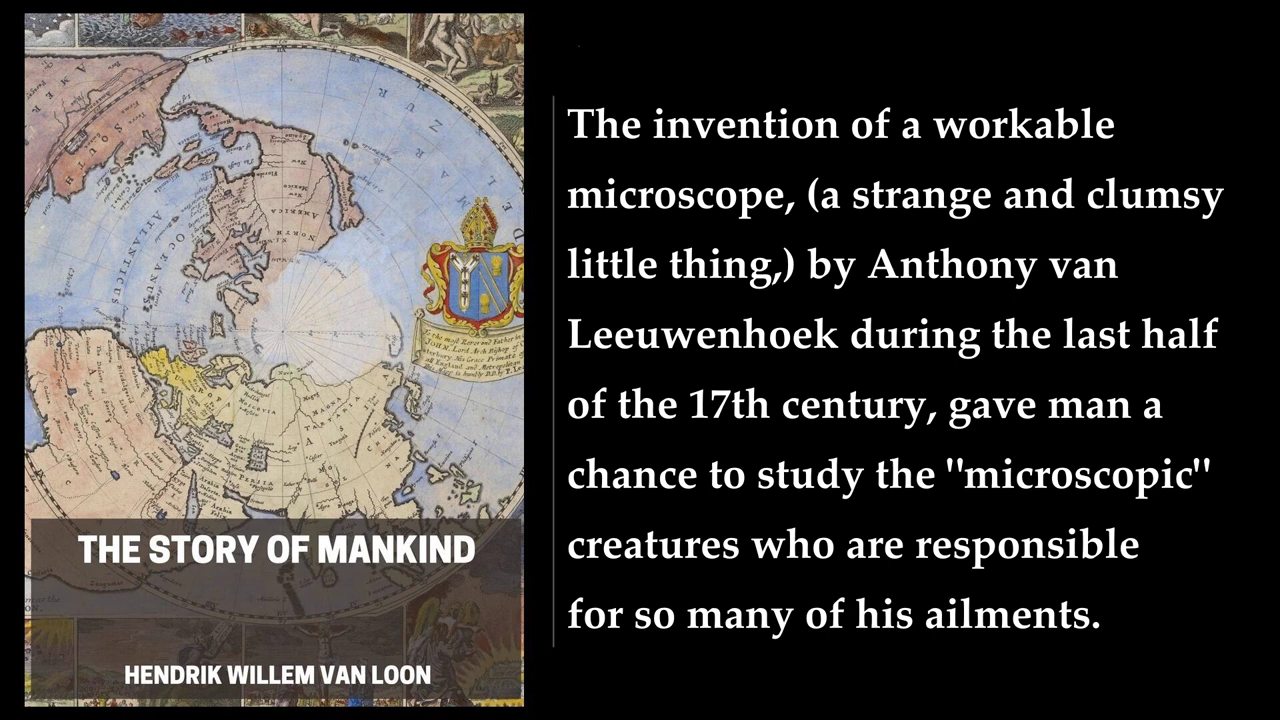 THE STORY OF MANKIND
HENDRIK WILLEM VAN LOON
The invention of a workable
microscope, (a strange and clumsy
little thing,) by Anthony van
Leeuwenhoek during the last half
of the 17th century, gave man a
chance to study the "microscopic"
creatures who are responsible
for so many of his ailments.